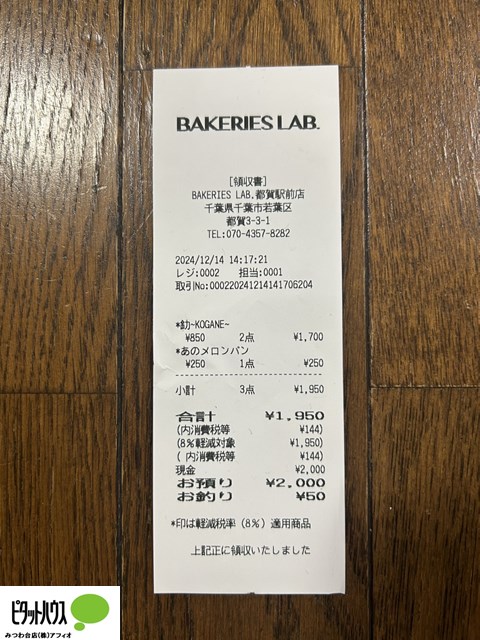 BAKERIES LAB.
[領収書]
BAKERIES LAB.都賀駅前店
千葉県千葉市若葉区
都賀3-3-1
TEL:070-4357-8282
2024/12/14 14:17:21
レジ:0002 担当:0001
取引No:000220241214141706204
*~KOGANE~
¥850 2点 ¥1,700
*あのメロンパン
¥250 1点 ¥250
小計 3点 ¥1,950
合計 ¥1,950
(内消費税等 ¥144)
(8%軽減対象 ¥1,950)
( 内消費税等 ¥144)
現金 ¥2,000
お預り ¥2,000
お釣り ¥50
*印は軽減税率(8%)適用商品
上記正に領収いたしました
ピタットハウス
みつわ台店(株)アフィオ